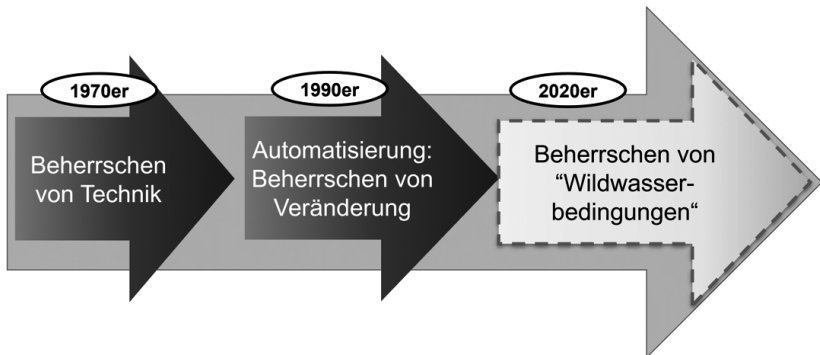 1970er
Beherrschen
von Technik
1990er
Automatisierung:
Beherrschen von
Veränderung
2020er
Beherrschen von
“Wildwasser-
bedingungen“